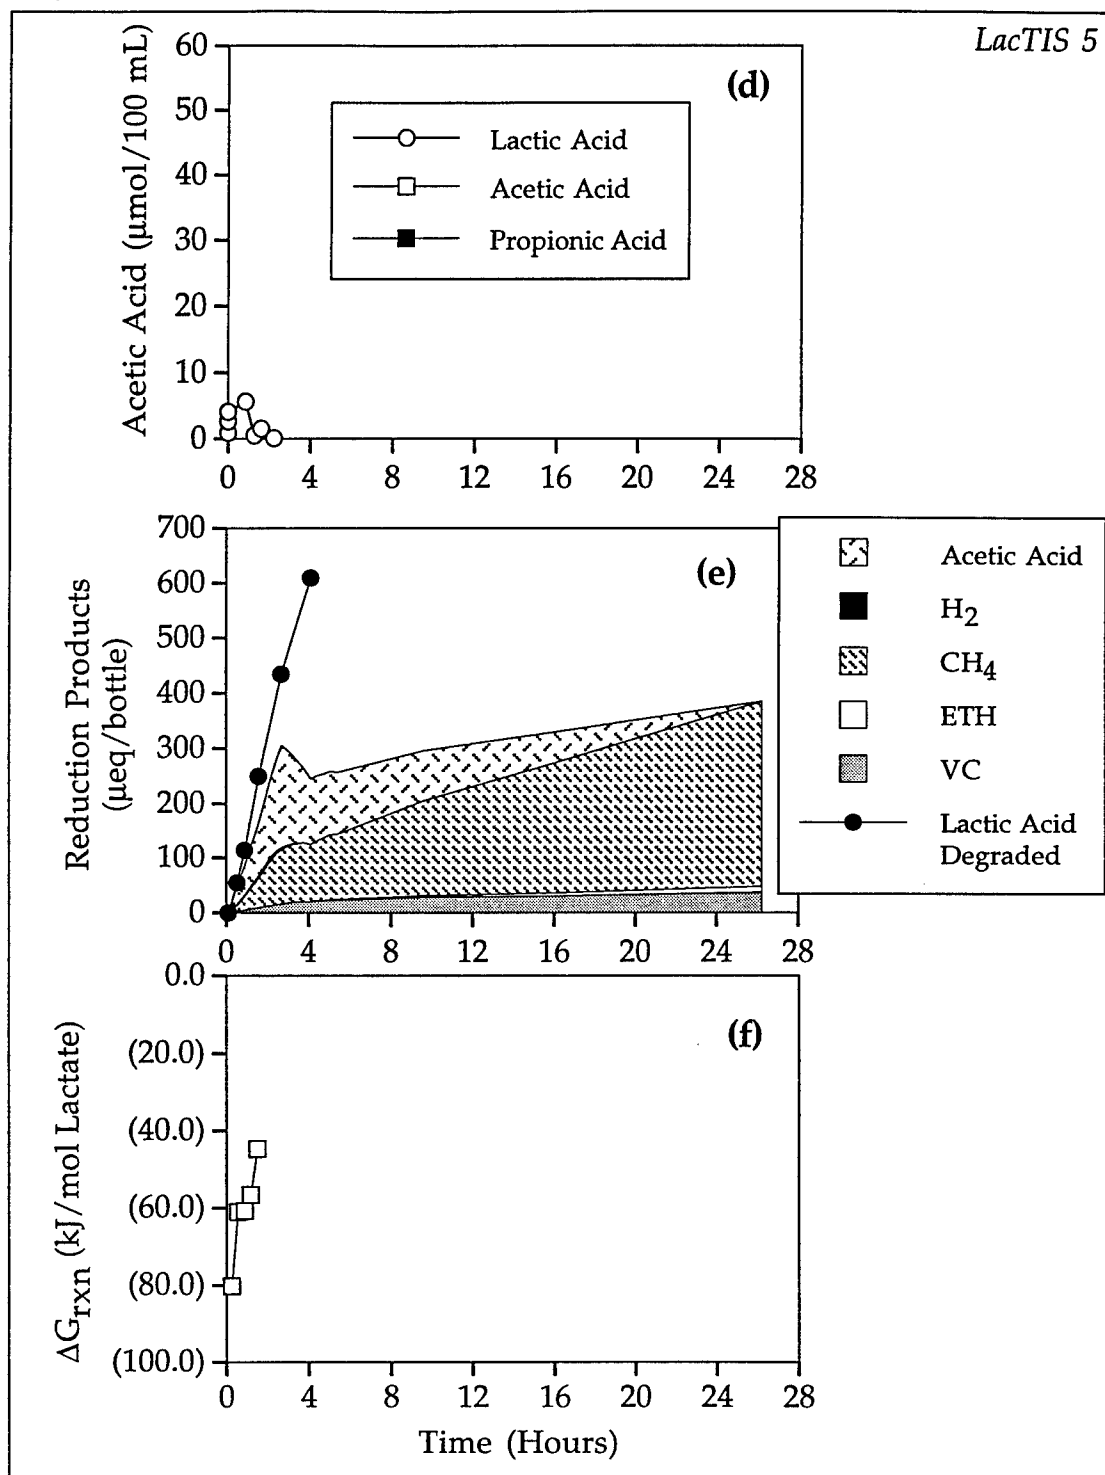 LacTIS 5
(d)
Acetic Acid (µmol/100 mL)
60
50
40
30
20
10
0
Lactic Acid
Acetic Acid
Propionic Acid
0 4 8 12 16 20 24 28
(e)
Reduction Products
(µeq/bottle)
700
600
500
400
300
200
100
0
Acetic Acid
H2
CH4
ETH
VC
Lactic Acid
Degraded
0 4 8 12 16 20 24 28
(f)
ΔGrxn (kJ/mol Lactate)
0.0
(20.0)
(40.0)
(60.0)
(80.0)
(100.0)
0 4 8 12 16 20 24 28
Time (Hours)